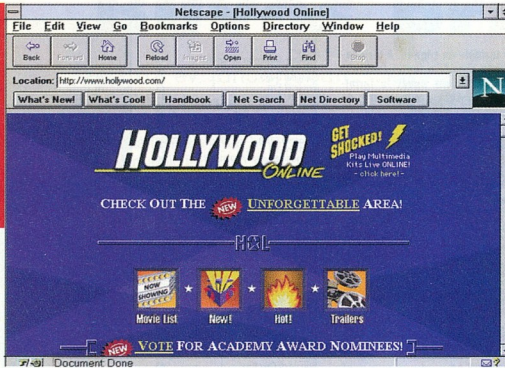 Netscape - [Hollywood Online]
File Edit View Go Bookmarks Options Directory Window Help
Back Forward Home Reload Images Open Print Find Stop
Location: http://www.hollywood.com/
What's New! What's Cool! Handbook Net Search Net Directory Software
N
HOLLYWOOD
ONLINE
GET
SHOCKED!
Play Multimedia
Kits Live ONLINE!
- click here! -
CHECK OUT THE NEW UNFORGETTABLE AREA!
HOL
NOW
SHOWING
Movie List New! Hot! Trailers
NEW VOTE FOR ACADEMY AWARD NOMINEES!
Document Done